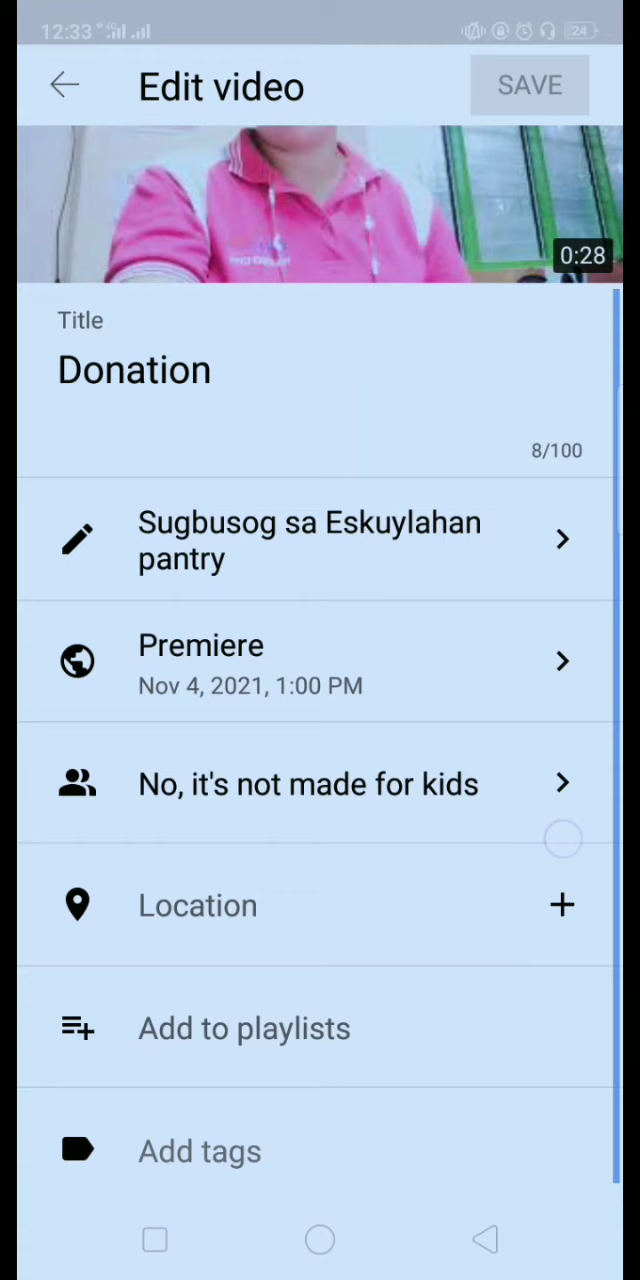 12:33
24
Edit video
SAVE
0:28
Title
Donation
8/100
Sugbusog sa Eskuylahan
pantry
Premiere
Nov 4, 2021, 1:00 PM
No, it's not made for kids
Location
Add to playlists
Add tags